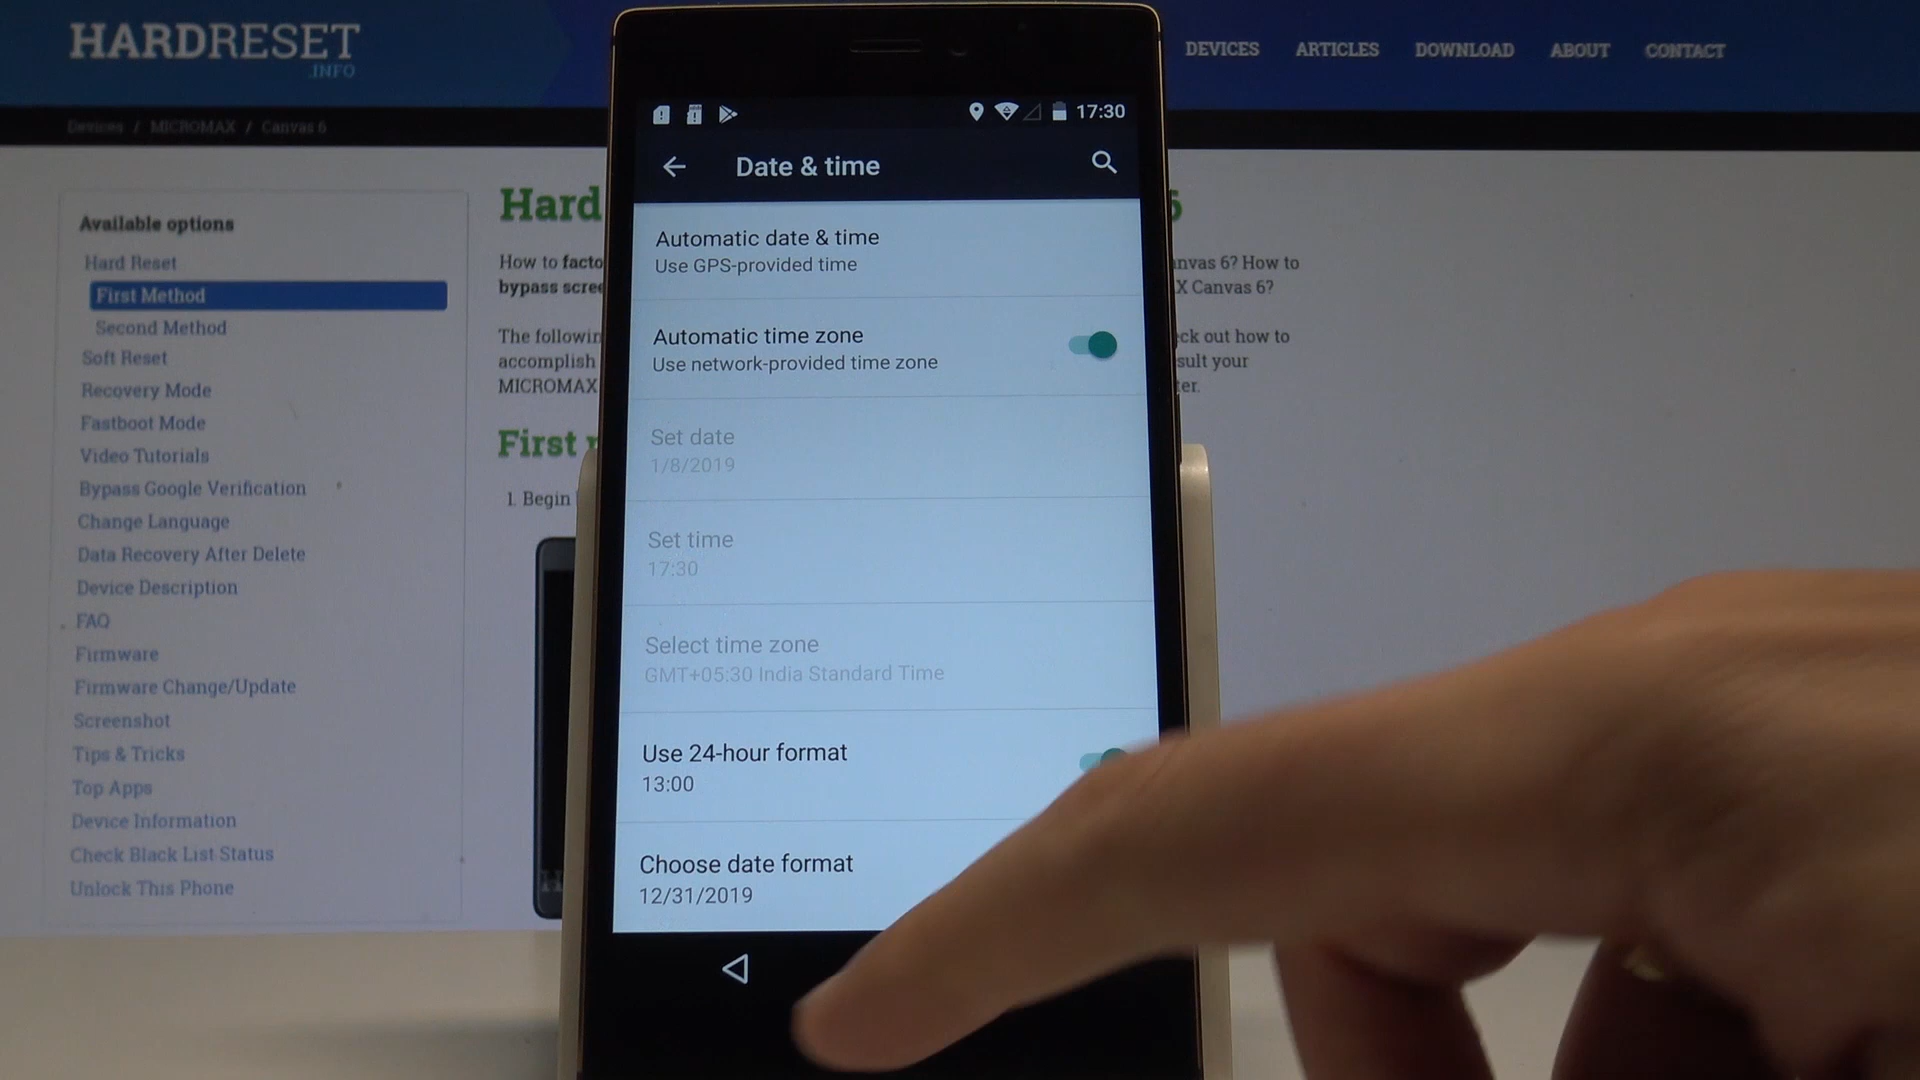 HARDRESET
.INFO
DEVICES
ARTICLES
DOWNLOAD
ABOUT
CONTACT
Devices / MICROMAX / Canvas 6
Available options
Hard Reset
First Method
Second Method
Soft Reset
Recovery Mode
Fastboot Mode
Video Tutorials
Bypass Google Verification
Change Language
Data Recovery After Delete
Device Description
FAQ
Firmware
Firmware Change/Update
Screenshot
Tips & Tricks
Top Apps
Device Information
Check Black List Status
Unlock This Phone
Hard
6
How to
nvas 6? How to
X Canvas 6?
The
ck out how to
accomplish
sult your
MICROMAX
First
1. Begin
17:30
Date & time
Automatic date & time
Use GPS-provided time
Automatic time zone
Use network-provided time zone
Set date
1/8/2019
Set time
17:30
Select time zone
GMT+05:30 India Standard Time
Use 24-hour format
13:00
Choose date format
12/31/2019